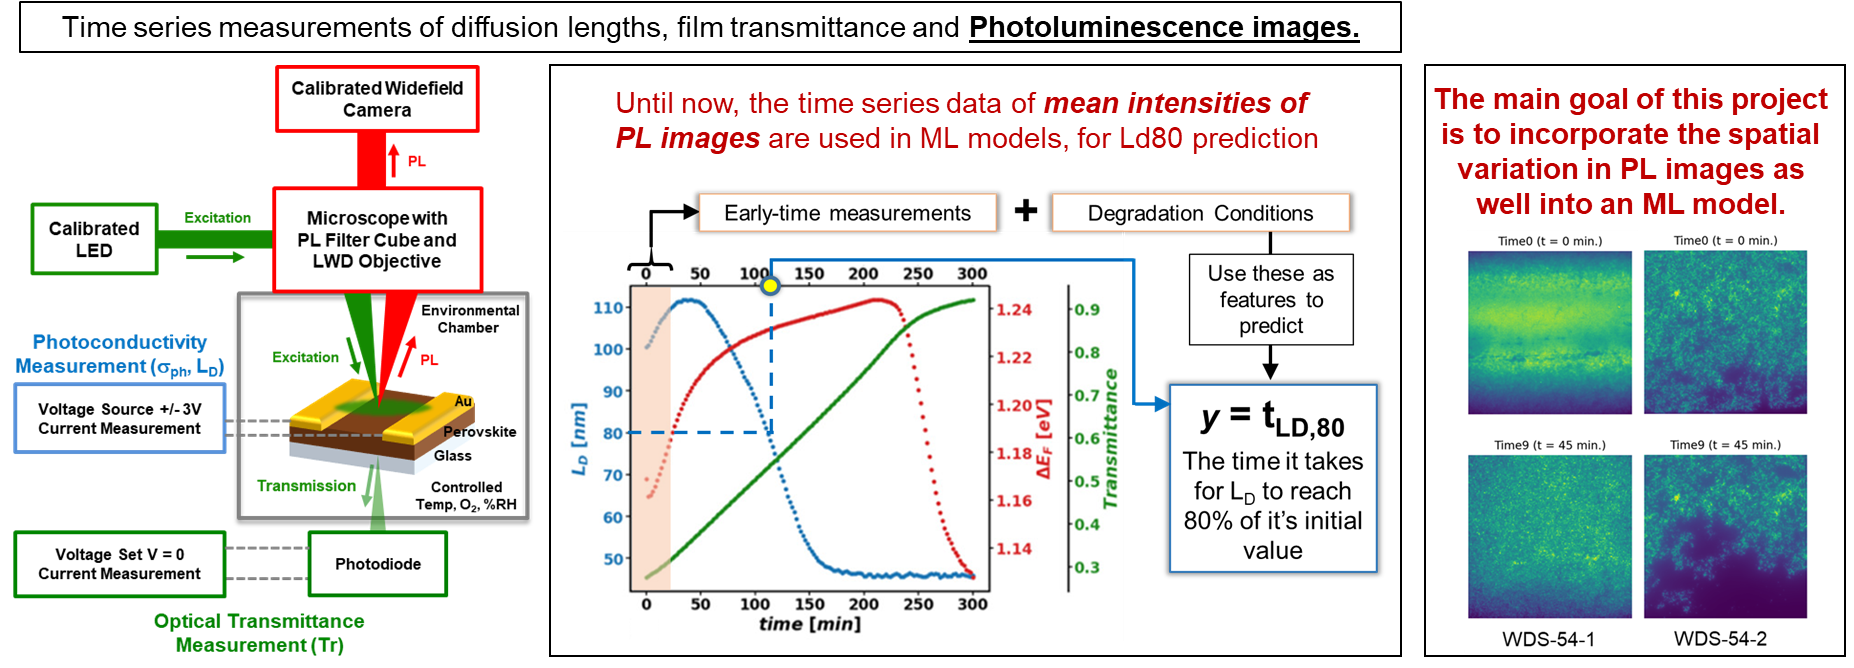 Time series measurements of diffusion lengths, film transmittance and Photoluminescence images.
Calibrated Widefield
Camera
PL
Calibrated
LED
Excitation
Microscope with
PL Filter Cube and
LWD Objective
Environmental
Chamber
Photoconductivity
Measurement (σph, LD)
Excitation
PL
Voltage Source +/- 3V
Current Measurement
Au
Perovskite
Glass
Transmission
Controlled
Temp, O2, %RH
Voltage Set V = 0
Current Measurement
Photodiode
Optical Transmittance
Measurement (Tr)
Until now, the time series data of mean intensities of
PL images are used in ML models, for Ld80 prediction
Early-time measurements
+
Degradation Conditions
Use these as
features to
predict
y = tLD,80
The time it takes
for LD to reach
80% of it's initial
value
0 50 100 150 200 250 300
110
100
90
80
70
60
50
LD [nm]
1.24
1.22
1.20
1.18
1.16
1.14
ΔEF [eV]
0.9
0.8
0.7
0.6
0.5
0.4
0.3
Transmittance
0 50 100 150 200 250 300
time [min]
The main goal of this project
is to incorporate the spatial
variation in PL images as
well into an ML model.
Time0 (t = 0 min.)
Time0 (t = 0 min.)
Time9 (t = 45 min.)
Time9 (t = 45 min.)
WDS-54-1
WDS-54-2